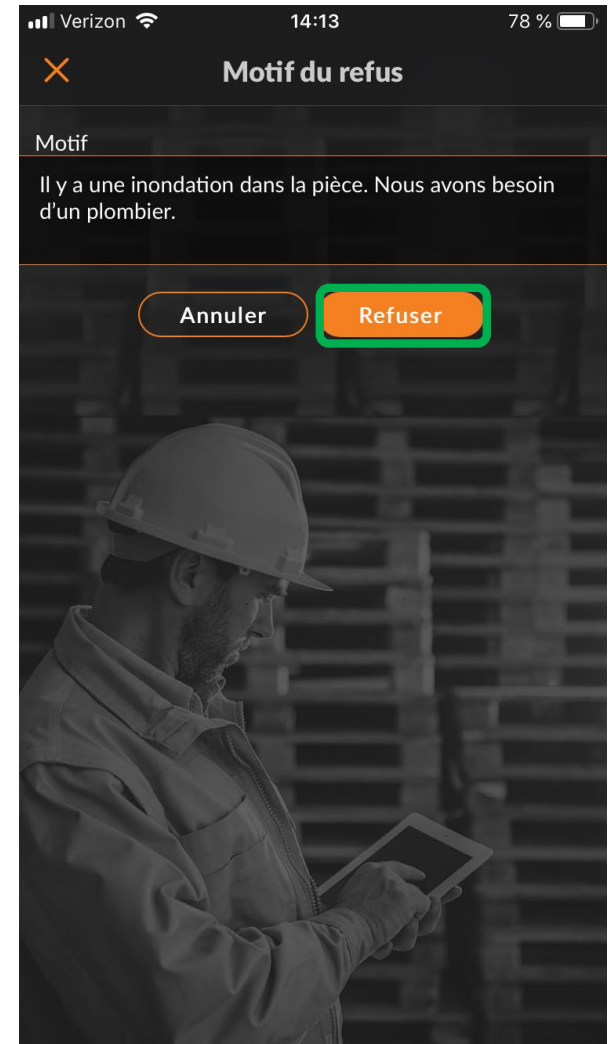 Verizon 14:13 78 %
Motif du refus
Motif
Il y a une inondation dans la pièce. Nous avons besoin
d’un plombier.
Annuler Refuser